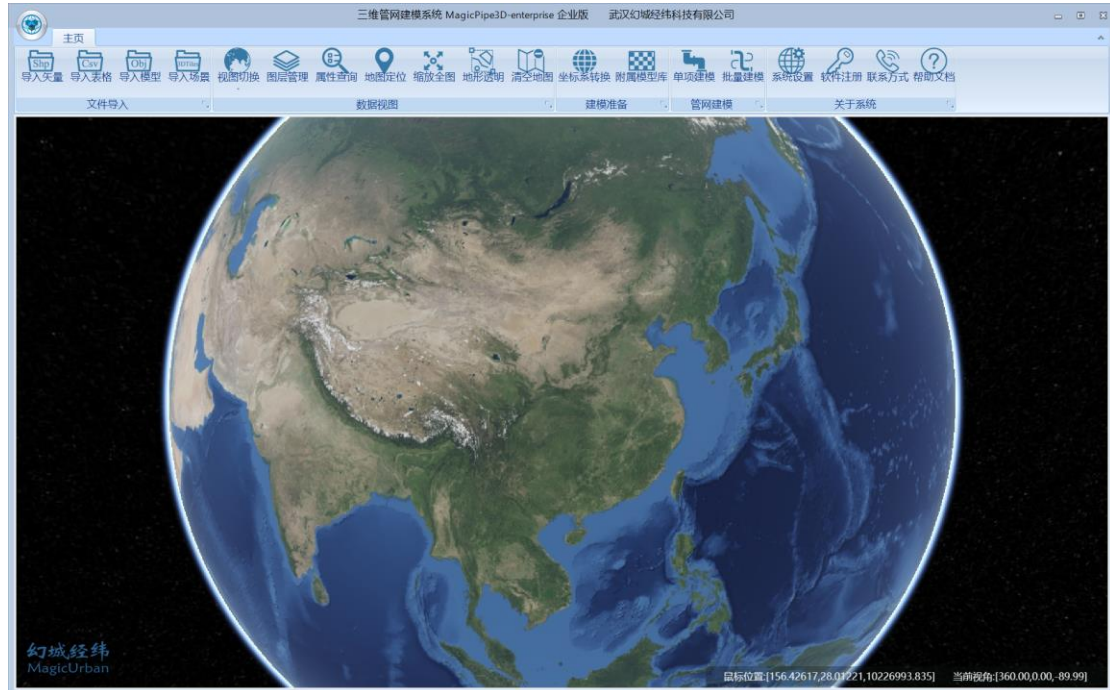 三维管网建模系统 MagicPipe3D-enterprise 企业版 武汉幻城经纬科技有限公司
主页
Shp Csv Obj 3DTiles
导入矢量 导入表格 导入模型 导入场景 视图切换 图层管理 属性查询 地图定位 缩放全图 地形透明 清空地图 坐标系转换 附属模型库 单项建模 批量建模 系统设置 软件注册 联系方式 帮助文档
文件导入 数据视图 建模准备 管网建模 关于系统
幻城经纬
MagicUrban
鼠标位置:[156.42617,28.01221,10226993.835] 当前视角:[360.00,0.00,-89.99]